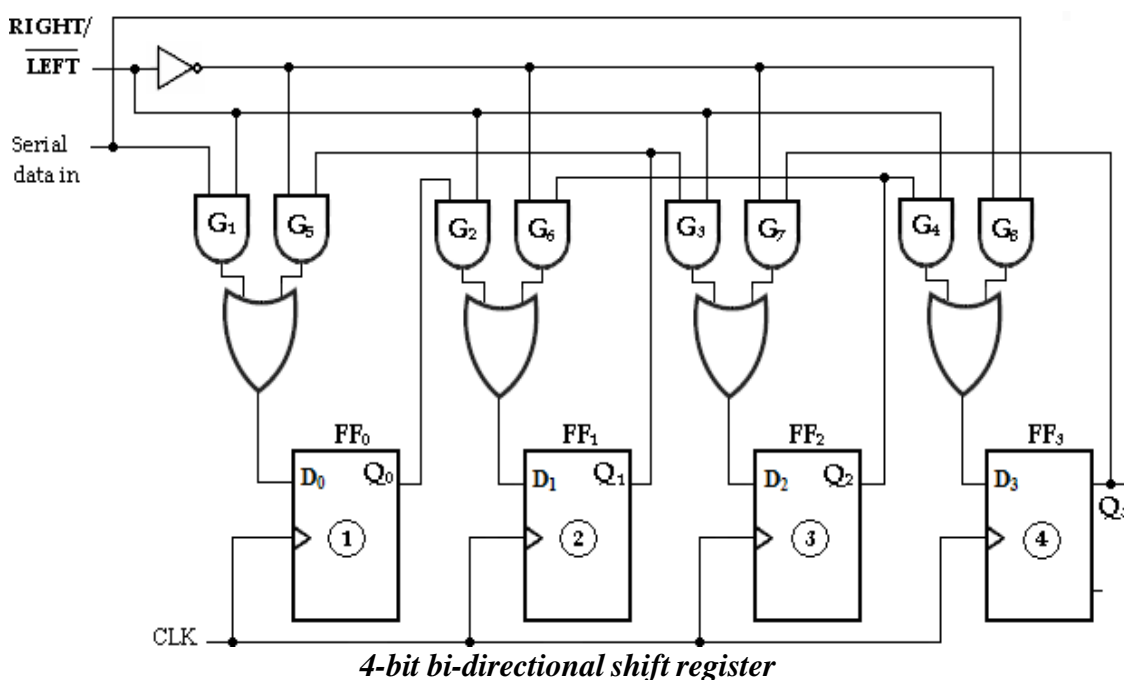 RIGHT/
LEFT
Serial
data in
G1 G5 G2 G6 G3 G7 G4 G8
FF0 FF1 FF2 FF3
D0 Q0 D1 Q1 D2 Q2 D3
Q3
1 2 3 4
CLK
4-bit bi-directional shift register